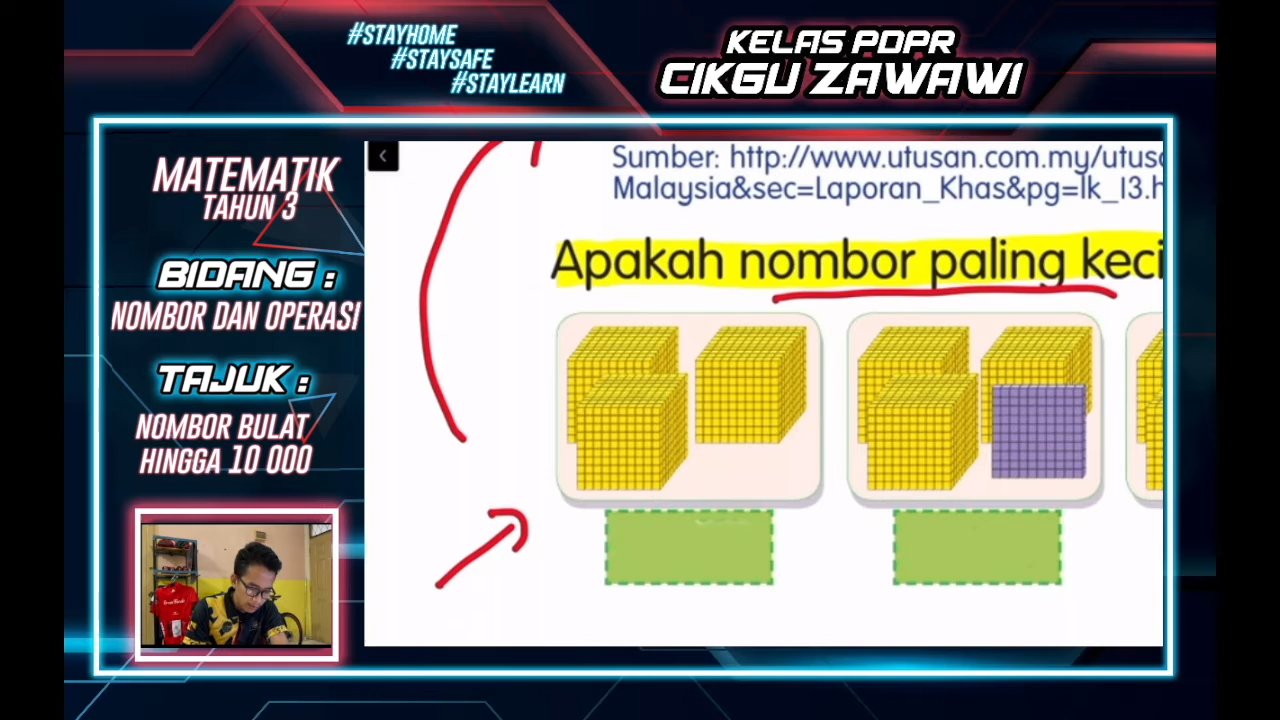 #STAYHOME
#STAYSAFE
#STAYLEARN
KELAS PDPR
CIKGU ZAWAWI
MATEMATIK
TAHUN 3
BIDANG :
NOMBOR DAN OPERASI
TAJUK :
NOMBOR BULAT
HINGGA 10 000
Sumber: http://www.utusan.com.my/utus
Malaysia&sec=Laporan_Khas&pg=lk_13.h
Apakah nombor paling keci